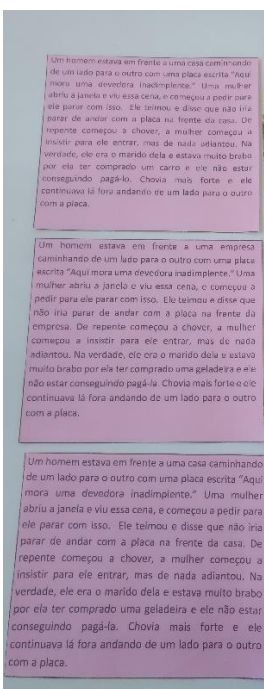 Um homem estava em frente a uma casa caminhando
de um lado para o outro com uma placa escrita "Aqui
mora uma devedora inadimplente." Uma mulher
abriu a janela e viu essa cena, e começou a pedir para
ele parar com isso. Ele teimou e disse que não iria
parar de andar com a placa na frente da casa. De
repente começou a chover, a mulher começou a
insistir para ele entrar, mas de nada adiantou. Na
verdade, ele era o marido dela e estava muito brabo
por ela ter comprado um carro e ele não estar
conseguindo pagá-lo. Chovia mais forte e ele
continuava lá fora andando de um lado para o outro
com a placa.
Um homem estava em frente a uma empresa
caminhando de um lado para o outro com uma placa
escrita "Aqui mora uma devedora inadimplente." Uma
mulher abriu a janela e viu essa cena, e começou a
pedir para ele parar com isso. Ele teimou e disse que
não iria parar de andar com a placa na frente da
empresa. De repente começou a chover, a mulher
começou a insistir para ele entrar, mas de nada
adiantou. Na verdade, ele era o marido dela e estava
muito brabo por ela ter comprado uma geladeira e ele
não estar conseguindo pagá-la. Chovia mais forte e ele
continuava lá fora andando de um lado para o outro
com a placa.
Um homem estava em frente a uma casa caminhando
de um lado para o outro com uma placa escrita "Aqui
mora uma devedora inadimplente." Uma mulher
abriu a janela e viu essa cena, e começou a pedir para
ele parar com isso. Ele teimou e disse que não iria
parar de andar com a placa na frente da casa. De
repente começou a chover, a mulher começou a
insistir para ele entrar, mas de nada adiantou. Na
verdade, ele era o marido dela e estava muito brabo
por ela ter comprado uma geladeira e ele não estar
conseguindo pagá-la. Chovia mais forte e ele
continuava lá fora andando de um lado para o outro
com a placa.